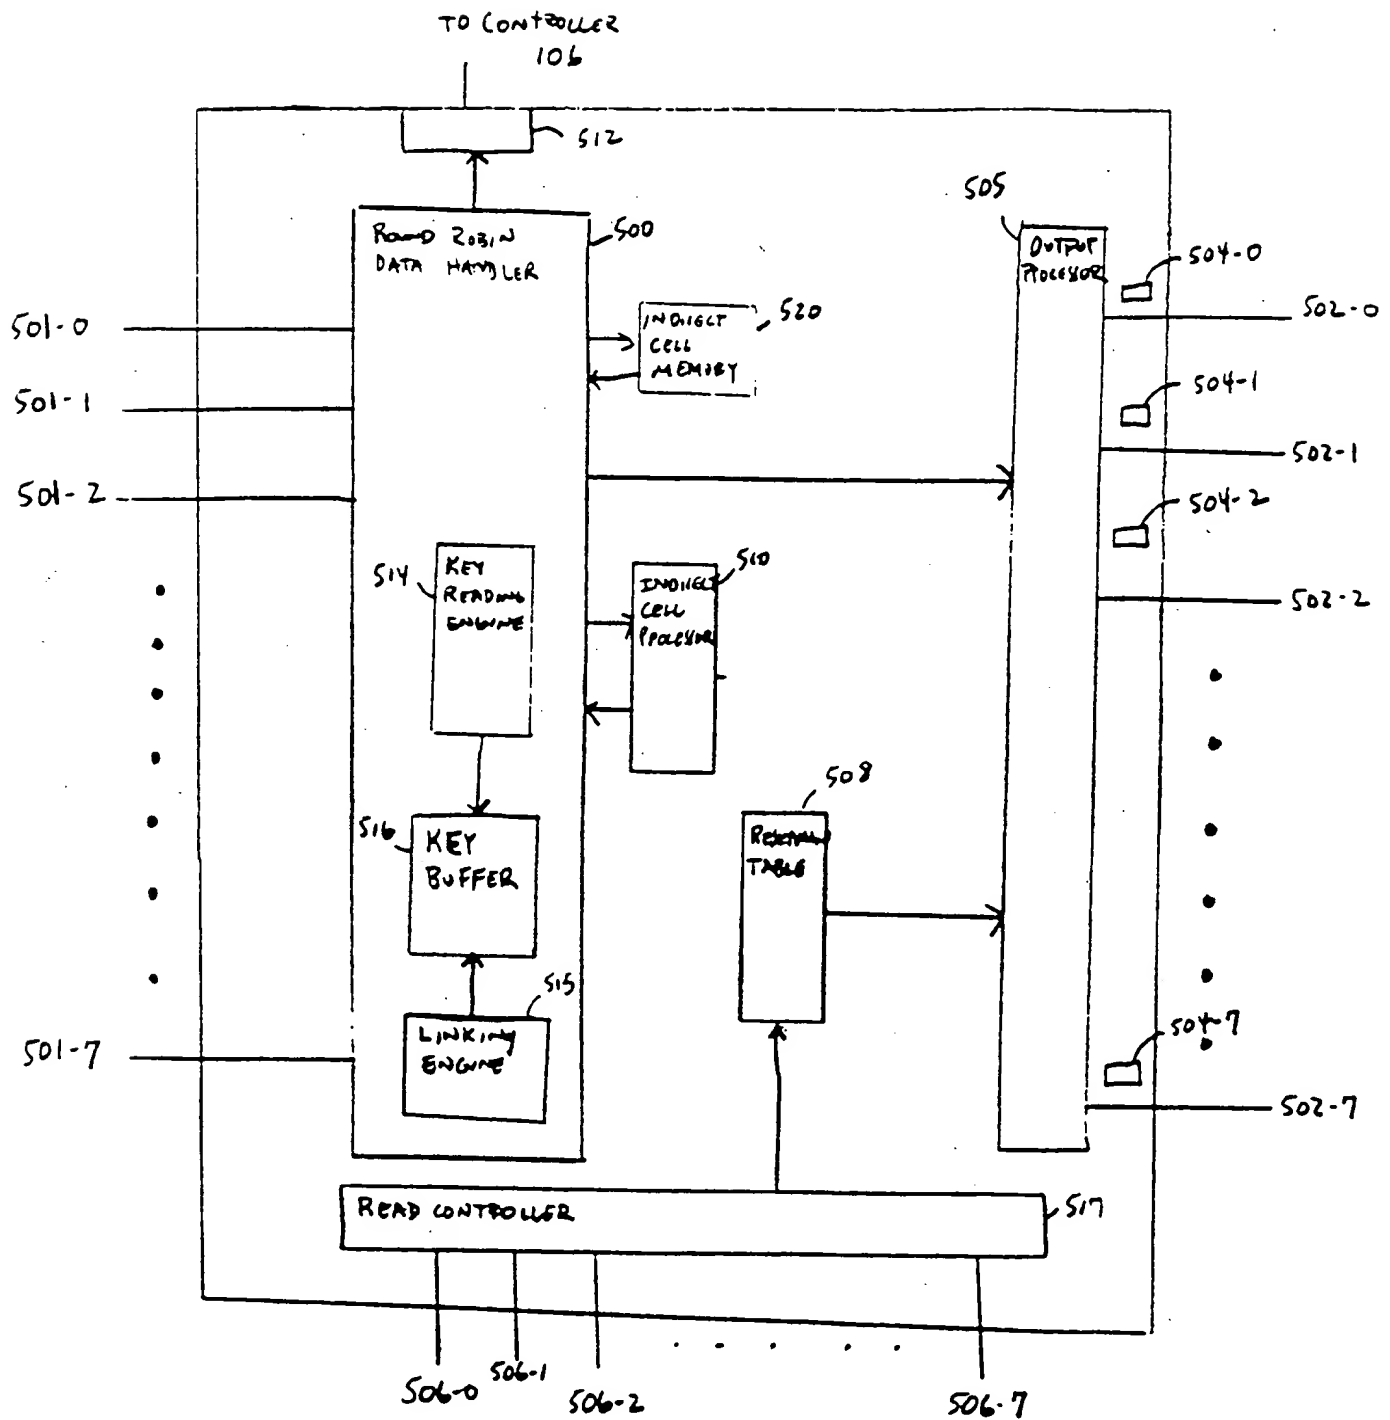 TO CONTROLLER
106
512
505
ROUND ROBIN
DATA HANDLER
500
OUTPUT
PROCESSOR
504-0
501-0
INDIRECT
CELL
MEMORY
520
502-0
501-1
504-1
502-1
501-2
504-2
514
KEY
READING
ENGINE
INDIRECT
CELL
PROCESSOR
510
502-2
508
516
KEY
BUFFER
TABLE
515
501-7
LINKING
ENGINE
504-7
502-7
READ CONTROLLER
517
506-0
506-1
506-2
506-7